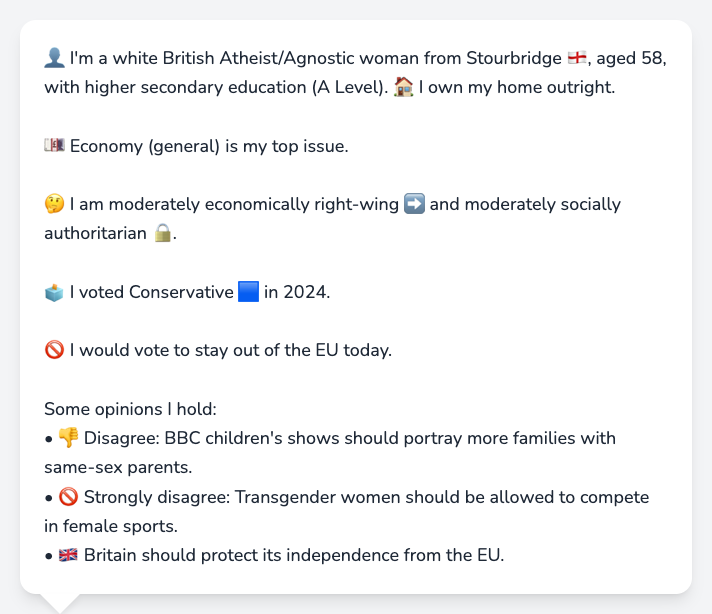 👤 I'm a white British Atheist/Agnostic woman from Stourbridge 🏴󠁧󠁢󠁥󠁮󠁧󠁿, aged 58,
with higher secondary education (A Level). 🏠 I own my home outright.
💷 Economy (general) is my top issue.
🤔 I am moderately economically right-wing ➡️ and moderately socially
authoritarian 🔒.
🗳️ I voted Conservative 🟦 in 2024.
🚫 I would vote to stay out of the EU today.
Some opinions I hold:
• 👎 Disagree: BBC children's shows should portray more families with
same-sex parents.
• 🚫 Strongly disagree: Transgender women should be allowed to compete
in female sports.
• 🇬🇧 Britain should protect its independence from the EU.